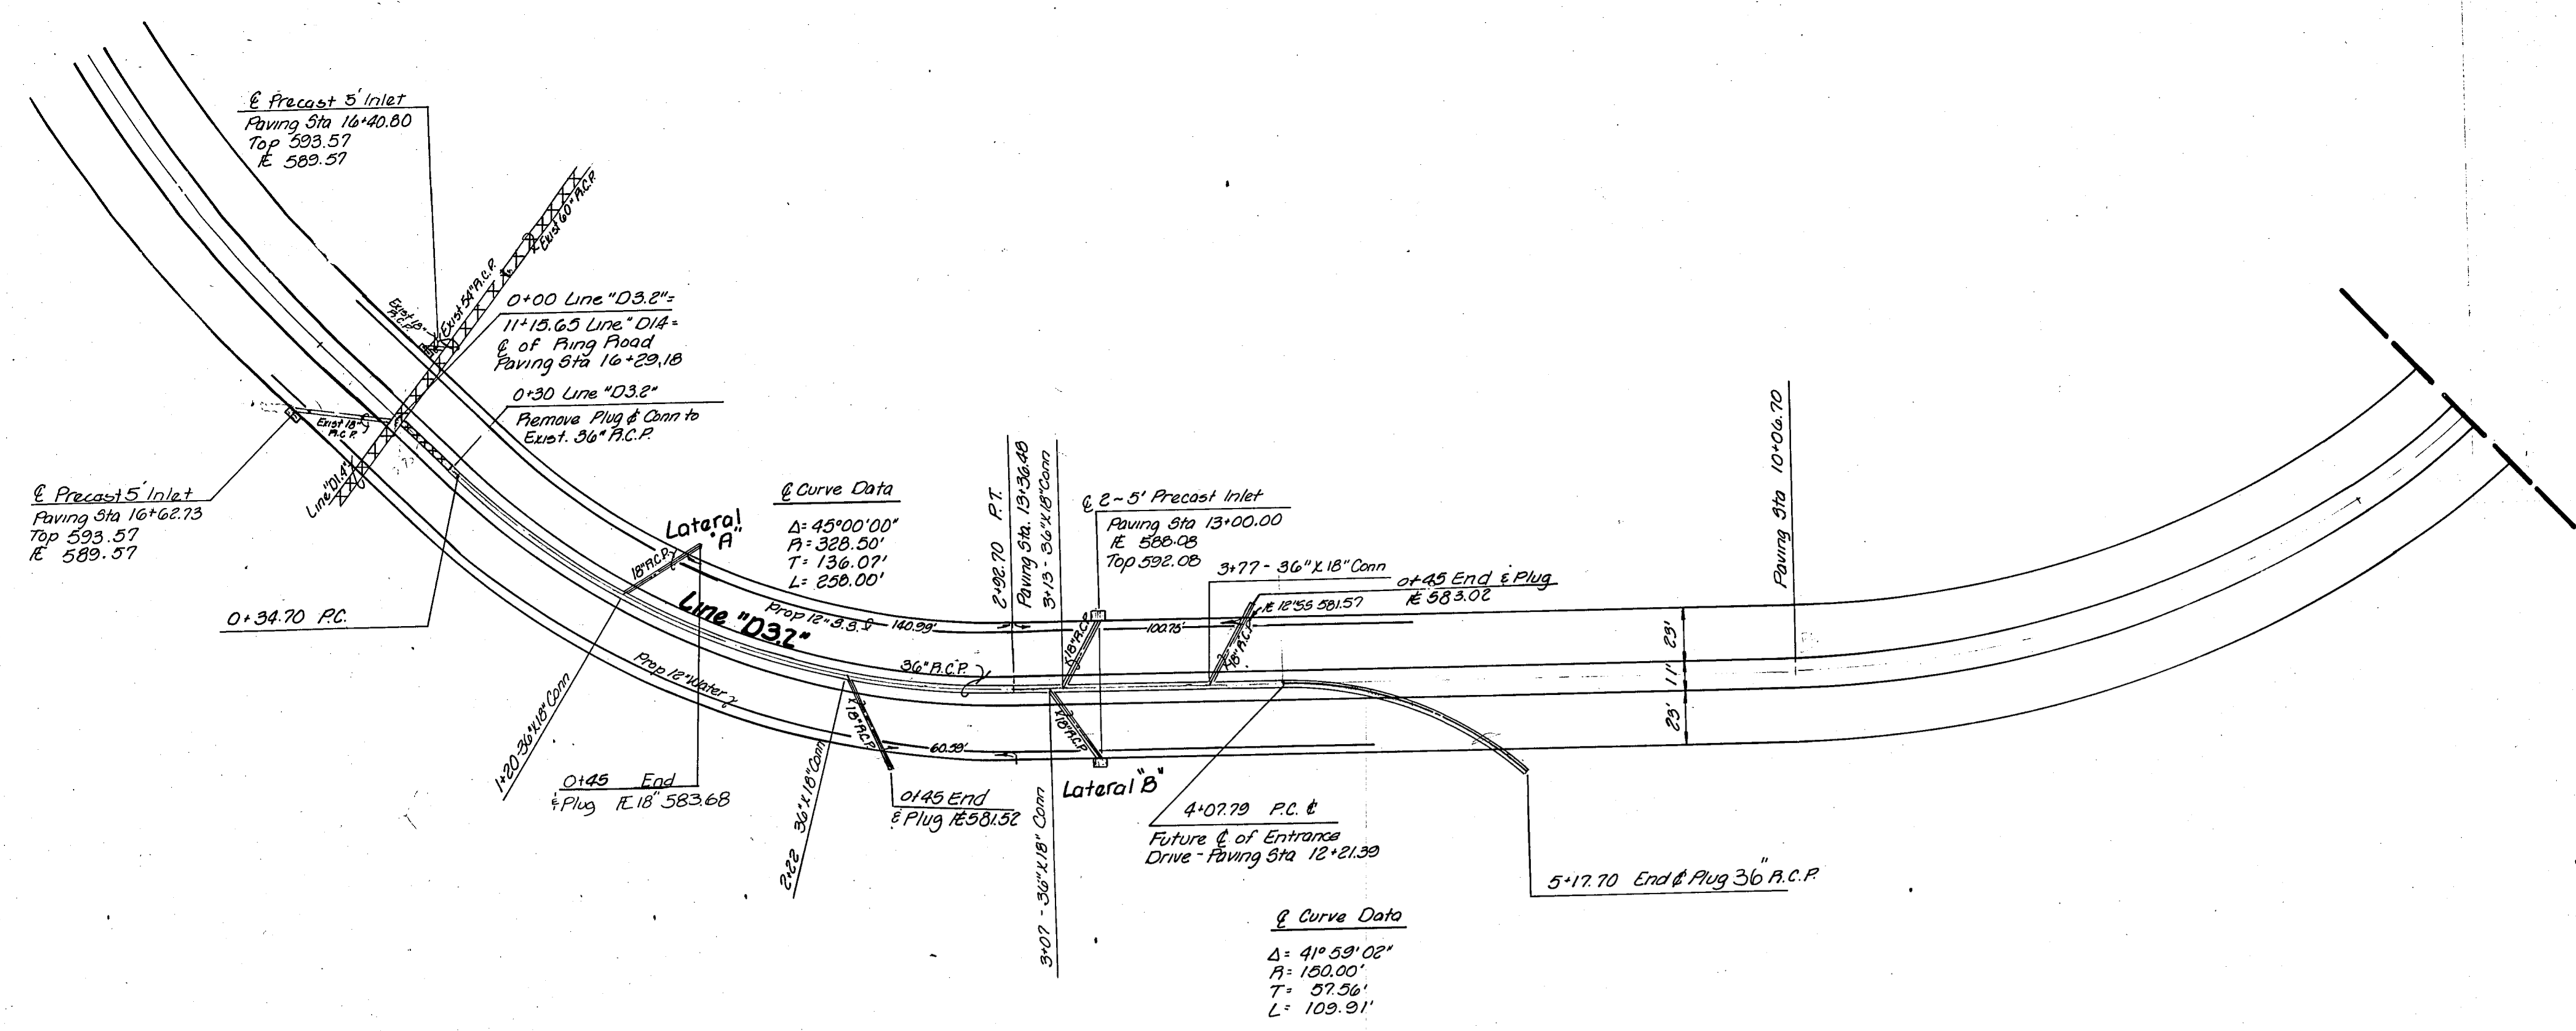 ℄ Precast 5' Inlet
Paving Sta 16+40.80
Top 593.57
℄ 589.57
Exist 60" R.C.P.
Exist 54" R.C.P.
Exist 18"
R.C.P.
0+00 Line "D3.2"=
11+15.65 Line "D14=
℄ of Ring Road
Paving Sta 16+29.18
0+30 Line "D3.2"
Remove Plug & Conn to
Exist. 36" R.C.P.
Exist 18"
R.C.P.
Line "D1.4"
℄ Precast 5' Inlet
Paving Sta 16+62.73
Top 593.57
℄ 589.57
0+34.70 P.C.
Lateral
"A"
18" R.C.P.
℄ Curve Data
Δ= 45°00'00"
R= 328.50'
T= 136.07'
L= 258.00'
2+92.70 P.T.
Paving Sta. 13+36.48
3+13 - 36"X18" Conn
℄ 2~5' Precast Inlet
Paving Sta 13+00.00
℄ 588.08
Top 592.08
3+77 - 36"X18" Conn
0+45 End & Plug
℄ 583.02
℄ 12"SS 581.57
Paving Sta 10+06.70
Line "D3.2"
Prop 12" S.S.
140.99'
100.75'
18" R.C.P.
18" R.C.P.
36" R.C.P.
Prop 12" Water
23'
11'
23'
1+20-36"X18" Conn
18" R.C.P.
60.59'
18" R.C.P.
0+45 End
& Plug ℄ 18" 583.68
2+22 36"X18" Conn
0+45 End
& Plug ℄ 581.52
3+07 - 36"X18" Conn
Lateral "B"
4+07.79 P.C. &
Future ℄ of Entrance
Drive - Paving Sta 12+21.39
5+17.70 End & Plug 36" R.C.P.
℄ Curve Data
Δ= 41° 59' 02"
R= 150.00'
T= 57.56'
L= 109.91'